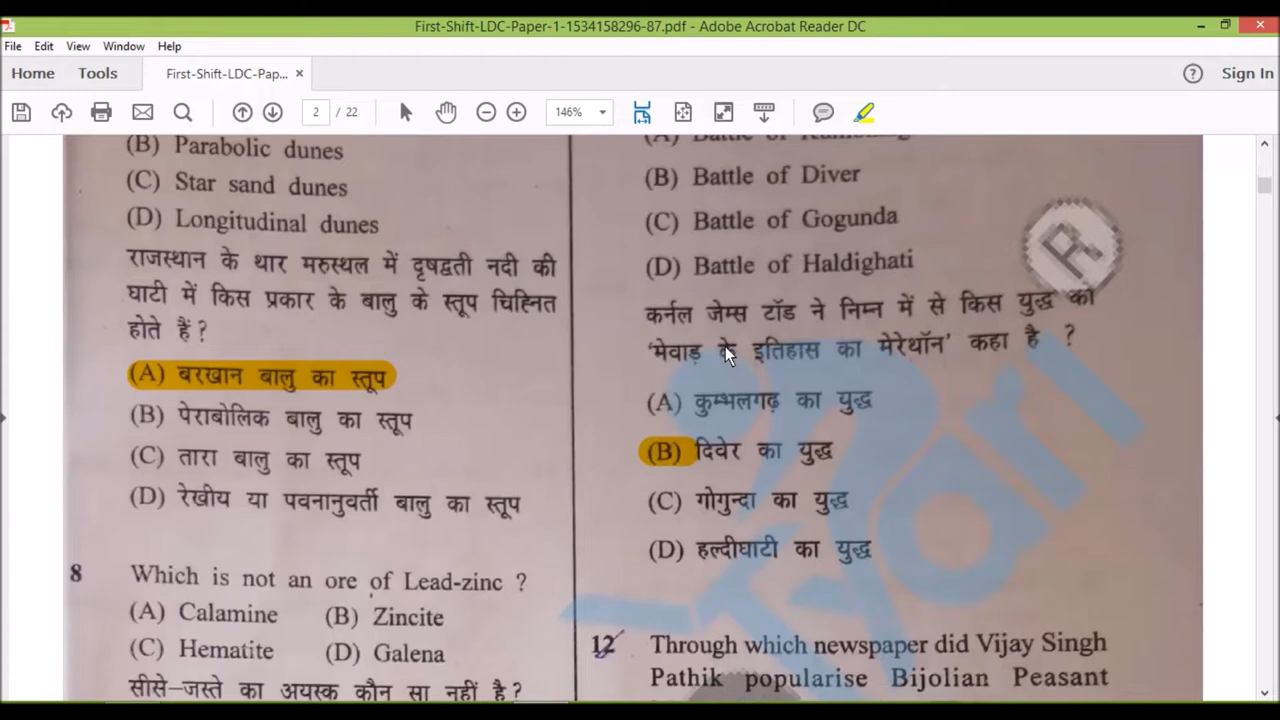 First-Shift-LDC-Paper-1-1534158296-87.pdf - Adobe Acrobat Reader DC
File Edit View Window Help
Home Tools First-Shift-LDC-Pap... × Sign In
2 / 22 146%
(B) Parabolic dunes
(C) Star sand dunes
(D) Longitudinal dunes
राजस्थान के थार मरुस्थल में दृषद्वती नदी की
घाटी में किस प्रकार के बालु के स्तूप चिह्नित
होते हैं ?
(A) बरखान बालु का स्तूप
(B) पेराबोलिक बालु का स्तूप
(C) तारा बालु का स्तूप
(D) रेखीय या पवनानुवर्ती बालु का स्तूप
8 Which is not an ore of Lead-zinc ?
(A) Calamine (B) Zincite
(C) Hematite (D) Galena
सीसे-जस्ते का अयस्क कौन सा नहीं है ?
(A) Battle of
(B) Battle of Diver
(C) Battle of Gogunda
(D) Battle of Haldighati
कर्नल जेम्स टॉड ने निम्न में से किस युद्ध को
'मेवाड़ के इतिहास का मेरेथॉन' कहा है ?
(A) कुम्भलगढ़ का युद्ध
(B) दिवेर का युद्ध
(C) गोगुन्दा का युद्ध
(D) हल्दीघाटी का युद्ध
12 Through which newspaper did Vijay Singh
Pathik popularise Bijolian Peasant
R